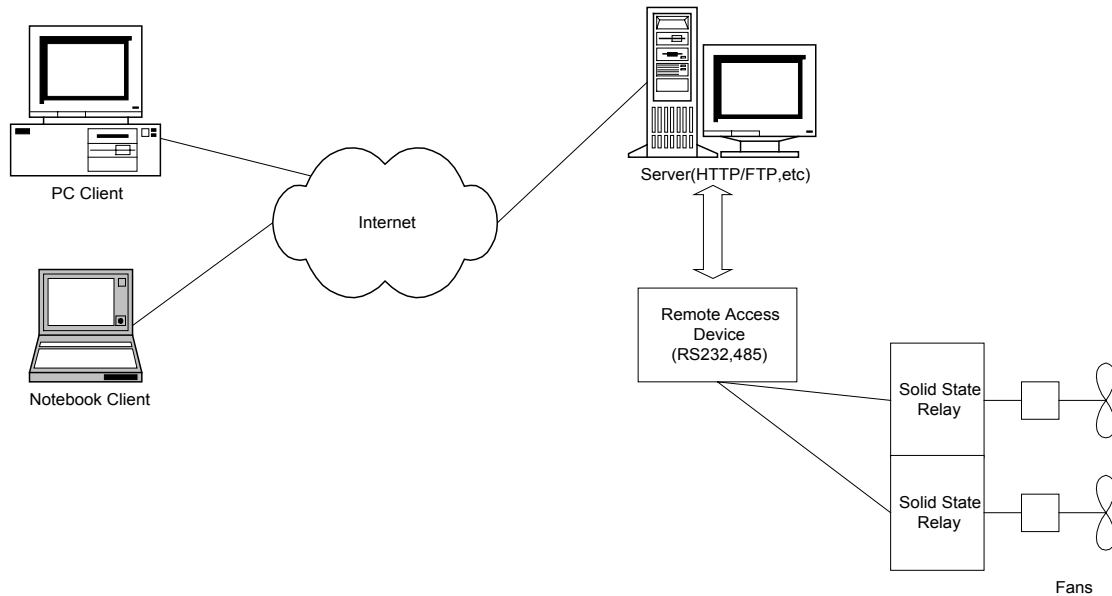 Server(HTTP/FTP,etc)
PC Client
Internet
Remote Access
Device
(RS232,485)
Notebook Client
Solid State
Relay
Solid State
Relay
Fans